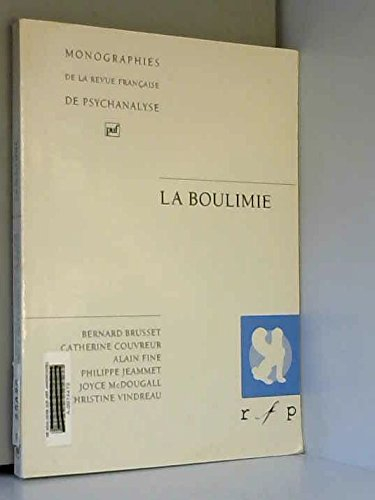 MONOGRAPHIES
DE LA REVUE FRANÇAISE
DE PSYCHANALYSE
puf
LA BOULIMIE
BERNARD BRUSSET
CATHERINE COUVREUR
ALAIN FINE
PHILIPPE JEAMMET
JOYCE McDOUGALL
CHRISTINE VINDREAU
r f p